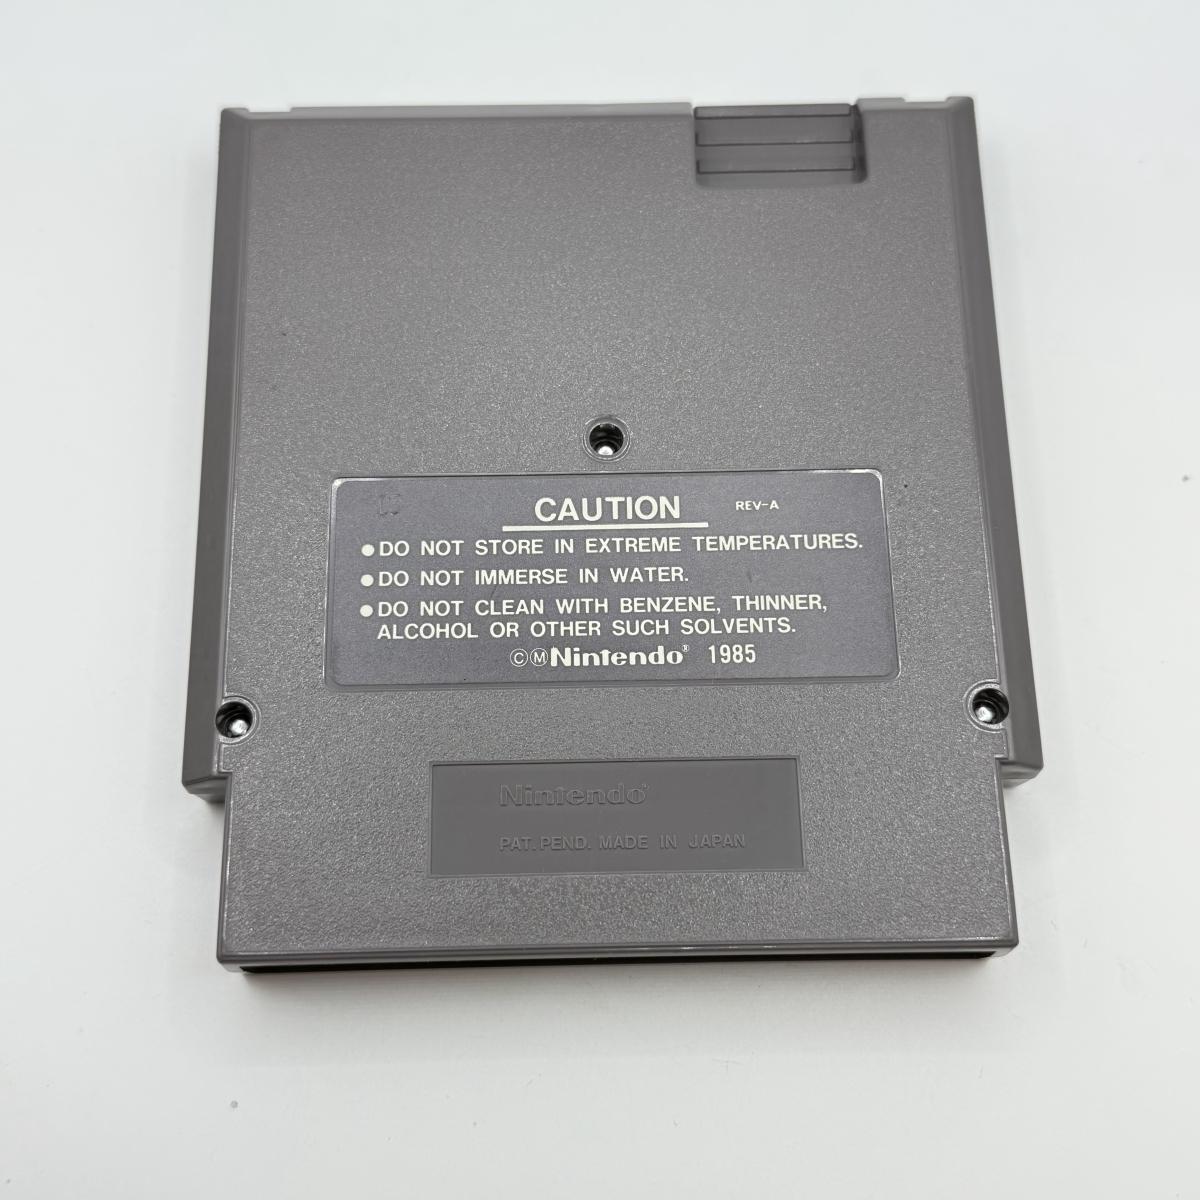 CAUTION REV-A
●DO NOT STORE IN EXTREME TEMPERATURES.
●DO NOT IMMERSE IN WATER.
●DO NOT CLEAN WITH BENZENE, THINNER,
ALCOHOL OR OTHER SUCH SOLVENTS.
ⒸⓂNintendo® 1985
Nintendo®
PAT. PEND. MADE IN JAPAN